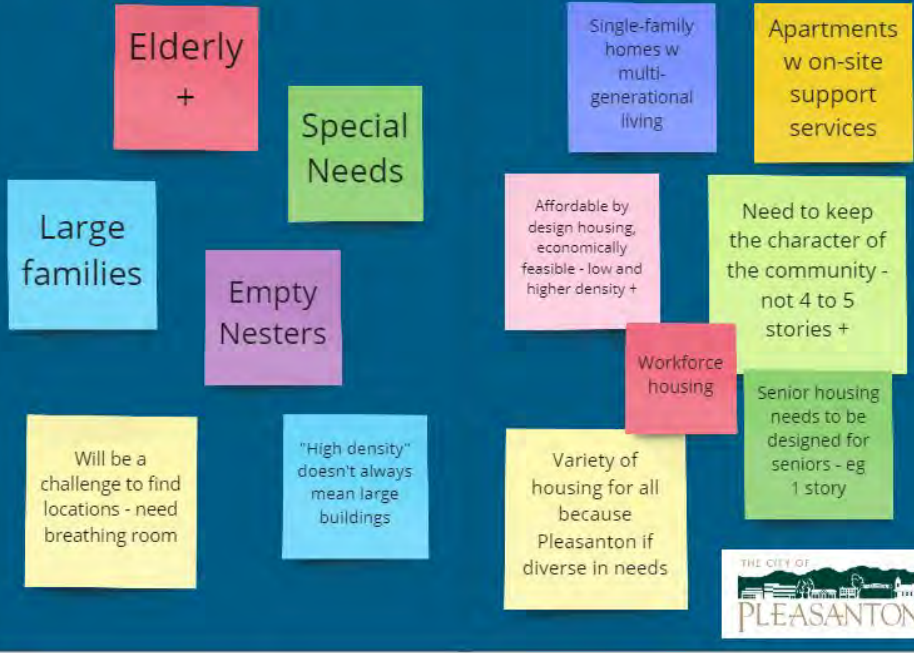 Elderly
+
Special
Needs
Large
families
Empty
Nesters
Will be a
challenge to find
locations - need
breathing room
"High density"
doesn't always
mean large
buildings
Single-family
homes w
multi-
generational
living
Apartments
w on-site
support
services
Affordable by
design housing,
economically
feasible - low and
higher density +
Need to keep
the character of
the community -
not 4 to 5
stories +
Workforce
housing
Senior housing
needs to be
designed for
seniors - eg
1 story
Variety of
housing for all
because
Pleasanton if
diverse in needs
THE CITY OF
PLEASANTON